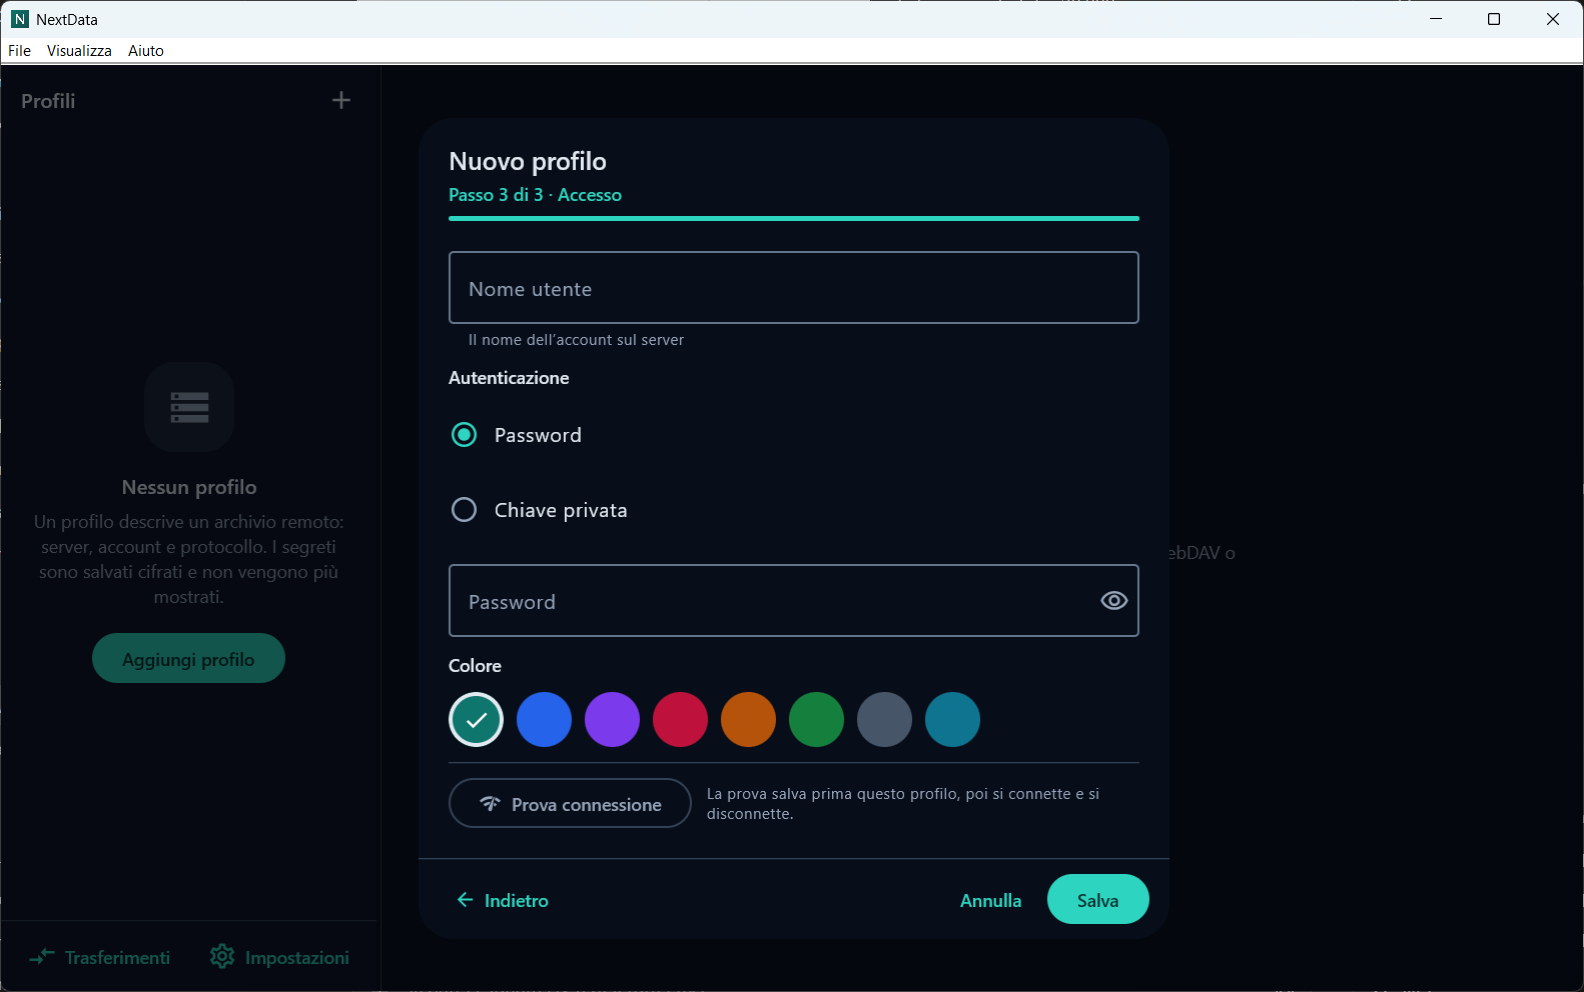 N NextData
File Visualizza Aiuto
Profili
Nuovo profilo
Passo 3 di 3 · Accesso
Nome utente
Il nome dell’account sul server
Autenticazione
Password
Chiave privata
Password
Colore
Prova connessione
La prova salva prima questo profilo, poi si connette e si
disconnette.
Indietro
Annulla
Salva
Nessun profilo
Un profilo descrive un archivio remoto:
server, account e protocollo. I segreti
sono salvati cifrati e non vengono più
mostrati.
Aggiungi profilo
ebDAV o
Trasferimenti
Impostazioni